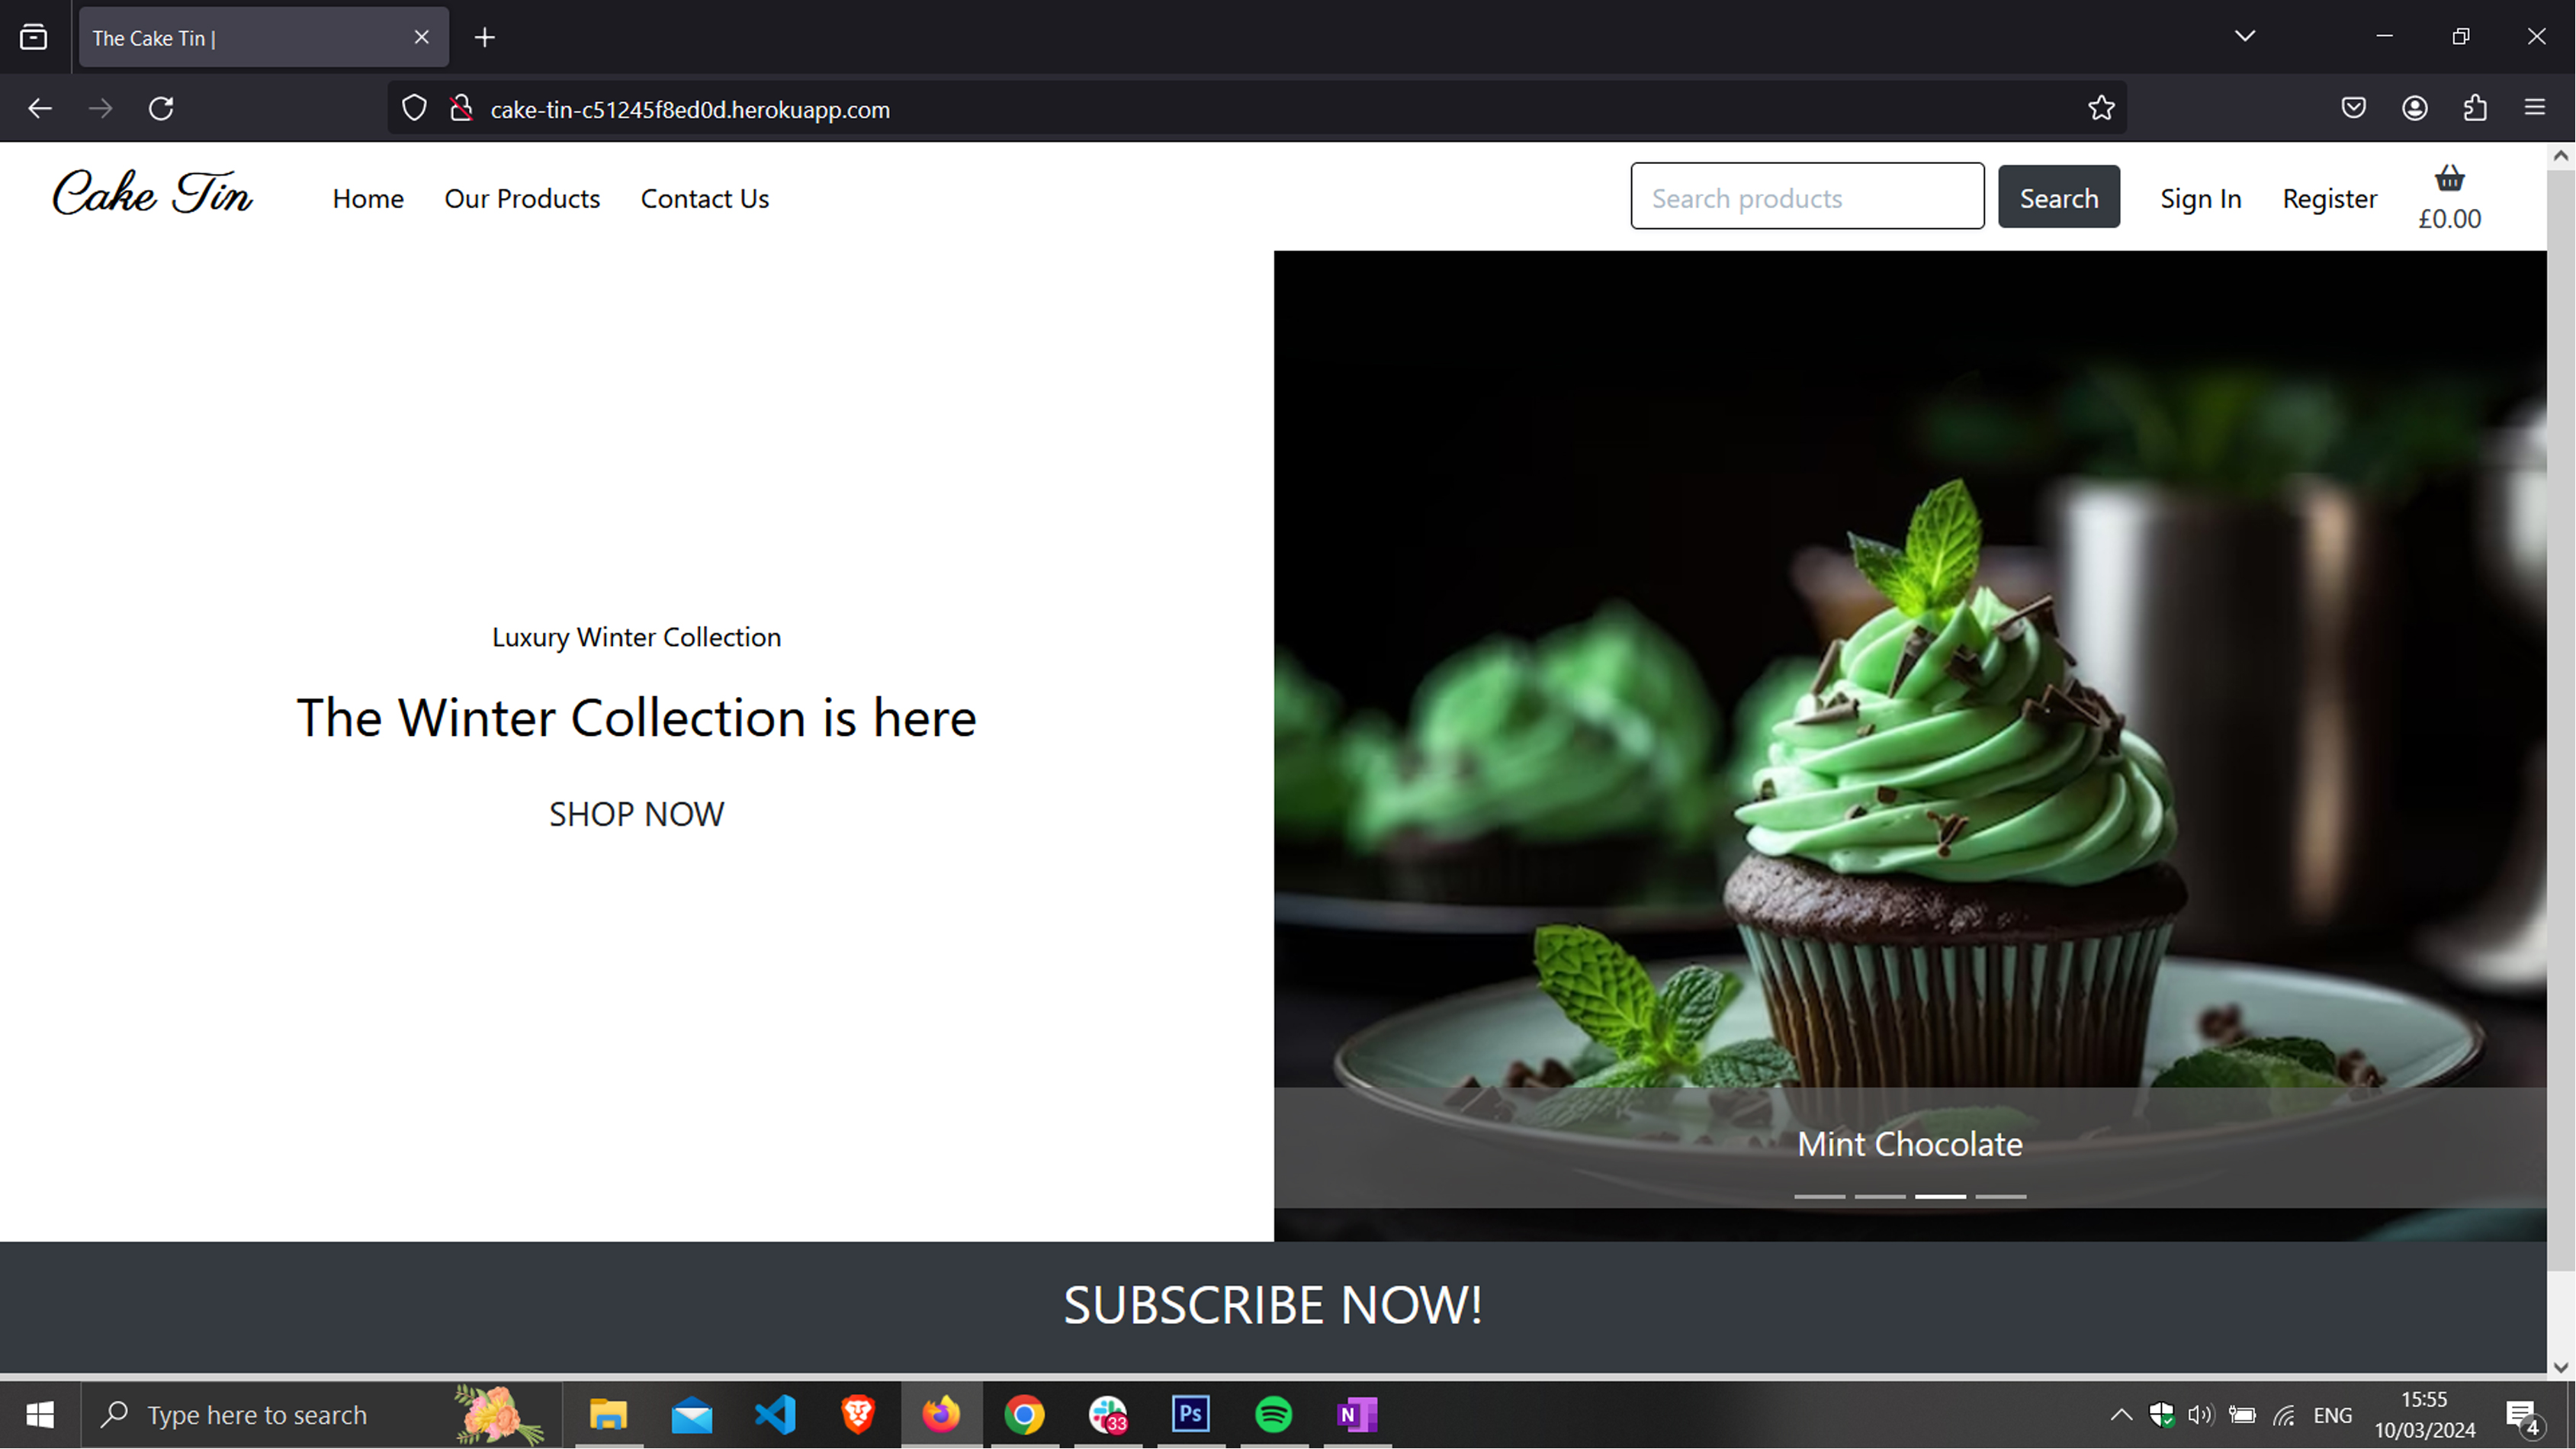 The Cake Tin |
cake-tin-c51245f8ed0d.herokuapp.com
Cake Tin
Home
Our Products
Contact Us
Search products
Search
Sign In
Register
£0.00
Luxury Winter Collection
The Winter Collection is here
SHOP NOW
Mint Chocolate
SUBSCRIBE NOW!
Type here to search
33
Ps
N
ENG
15:55
10/03/2024
4